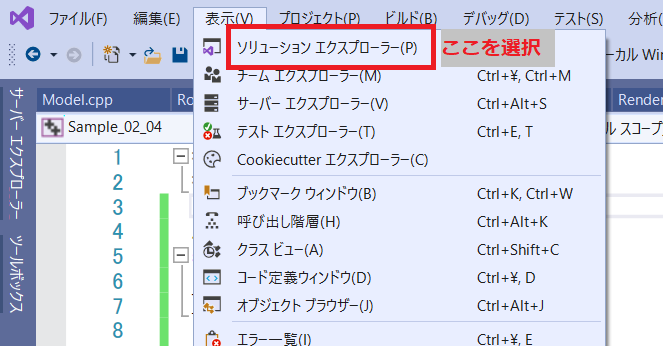 ファイル(F) 編集(E) 表示(V) プロジェクト(P) ビルド(B) デバッグ(D) テスト(S) 分析(
ソリューション エクスプローラー(P) ここを選択
ーカル Win
チーム エクスプローラー(M) Ctrl+¥, Ctrl+M
サーバー エクスプローラー(V) Ctrl+Alt+S
テスト エクスプローラー(T) Ctrl+E, T
Cookiecutter エクスプローラー(C)
ブックマーク ウィンドウ(B) Ctrl+K, Ctrl+W
呼び出し階層(H) Ctrl+Alt+K
クラス ビュー(A) Ctrl+Shift+C
コード定義ウィンドウ(D) Ctrl+¥, D
オブジェクト ブラウザー(J) Ctrl+Alt+J
エラー一覧(I) Ctrl+¥, E
サーバー エクスプローラー
ツールボックス
Model.cpp Ro
Render
Sample_02_04
ル スコープ
1
2
3
4
5
6
7
8